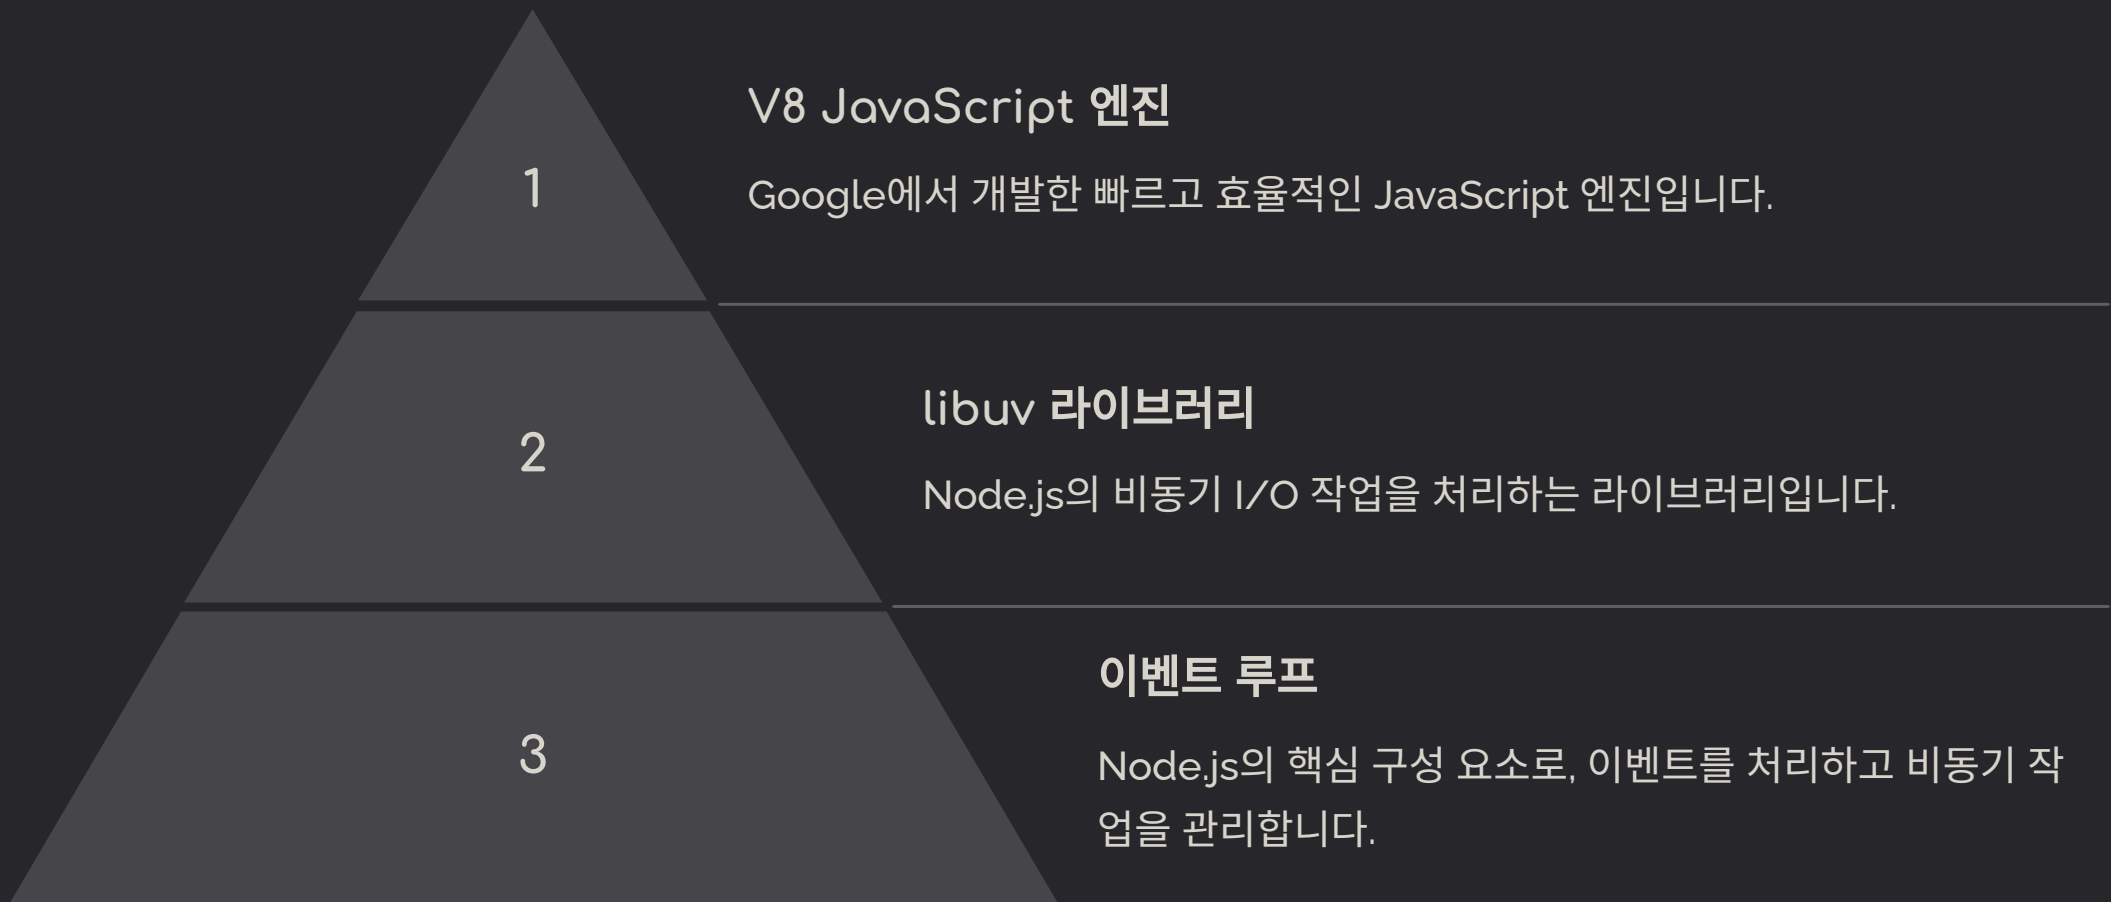 1
V8 JavaScript 엔진
Google에서 개발한 빠르고 효율적인 JavaScript 엔진입니다.
2
libuv 라이브러리
Node.js의 비동기 I/O 작업을 처리하는 라이브러리입니다.
3
이벤트 루프
Node.js의 핵심 구성 요소로, 이벤트를 처리하고 비동기 작
업을 관리합니다.